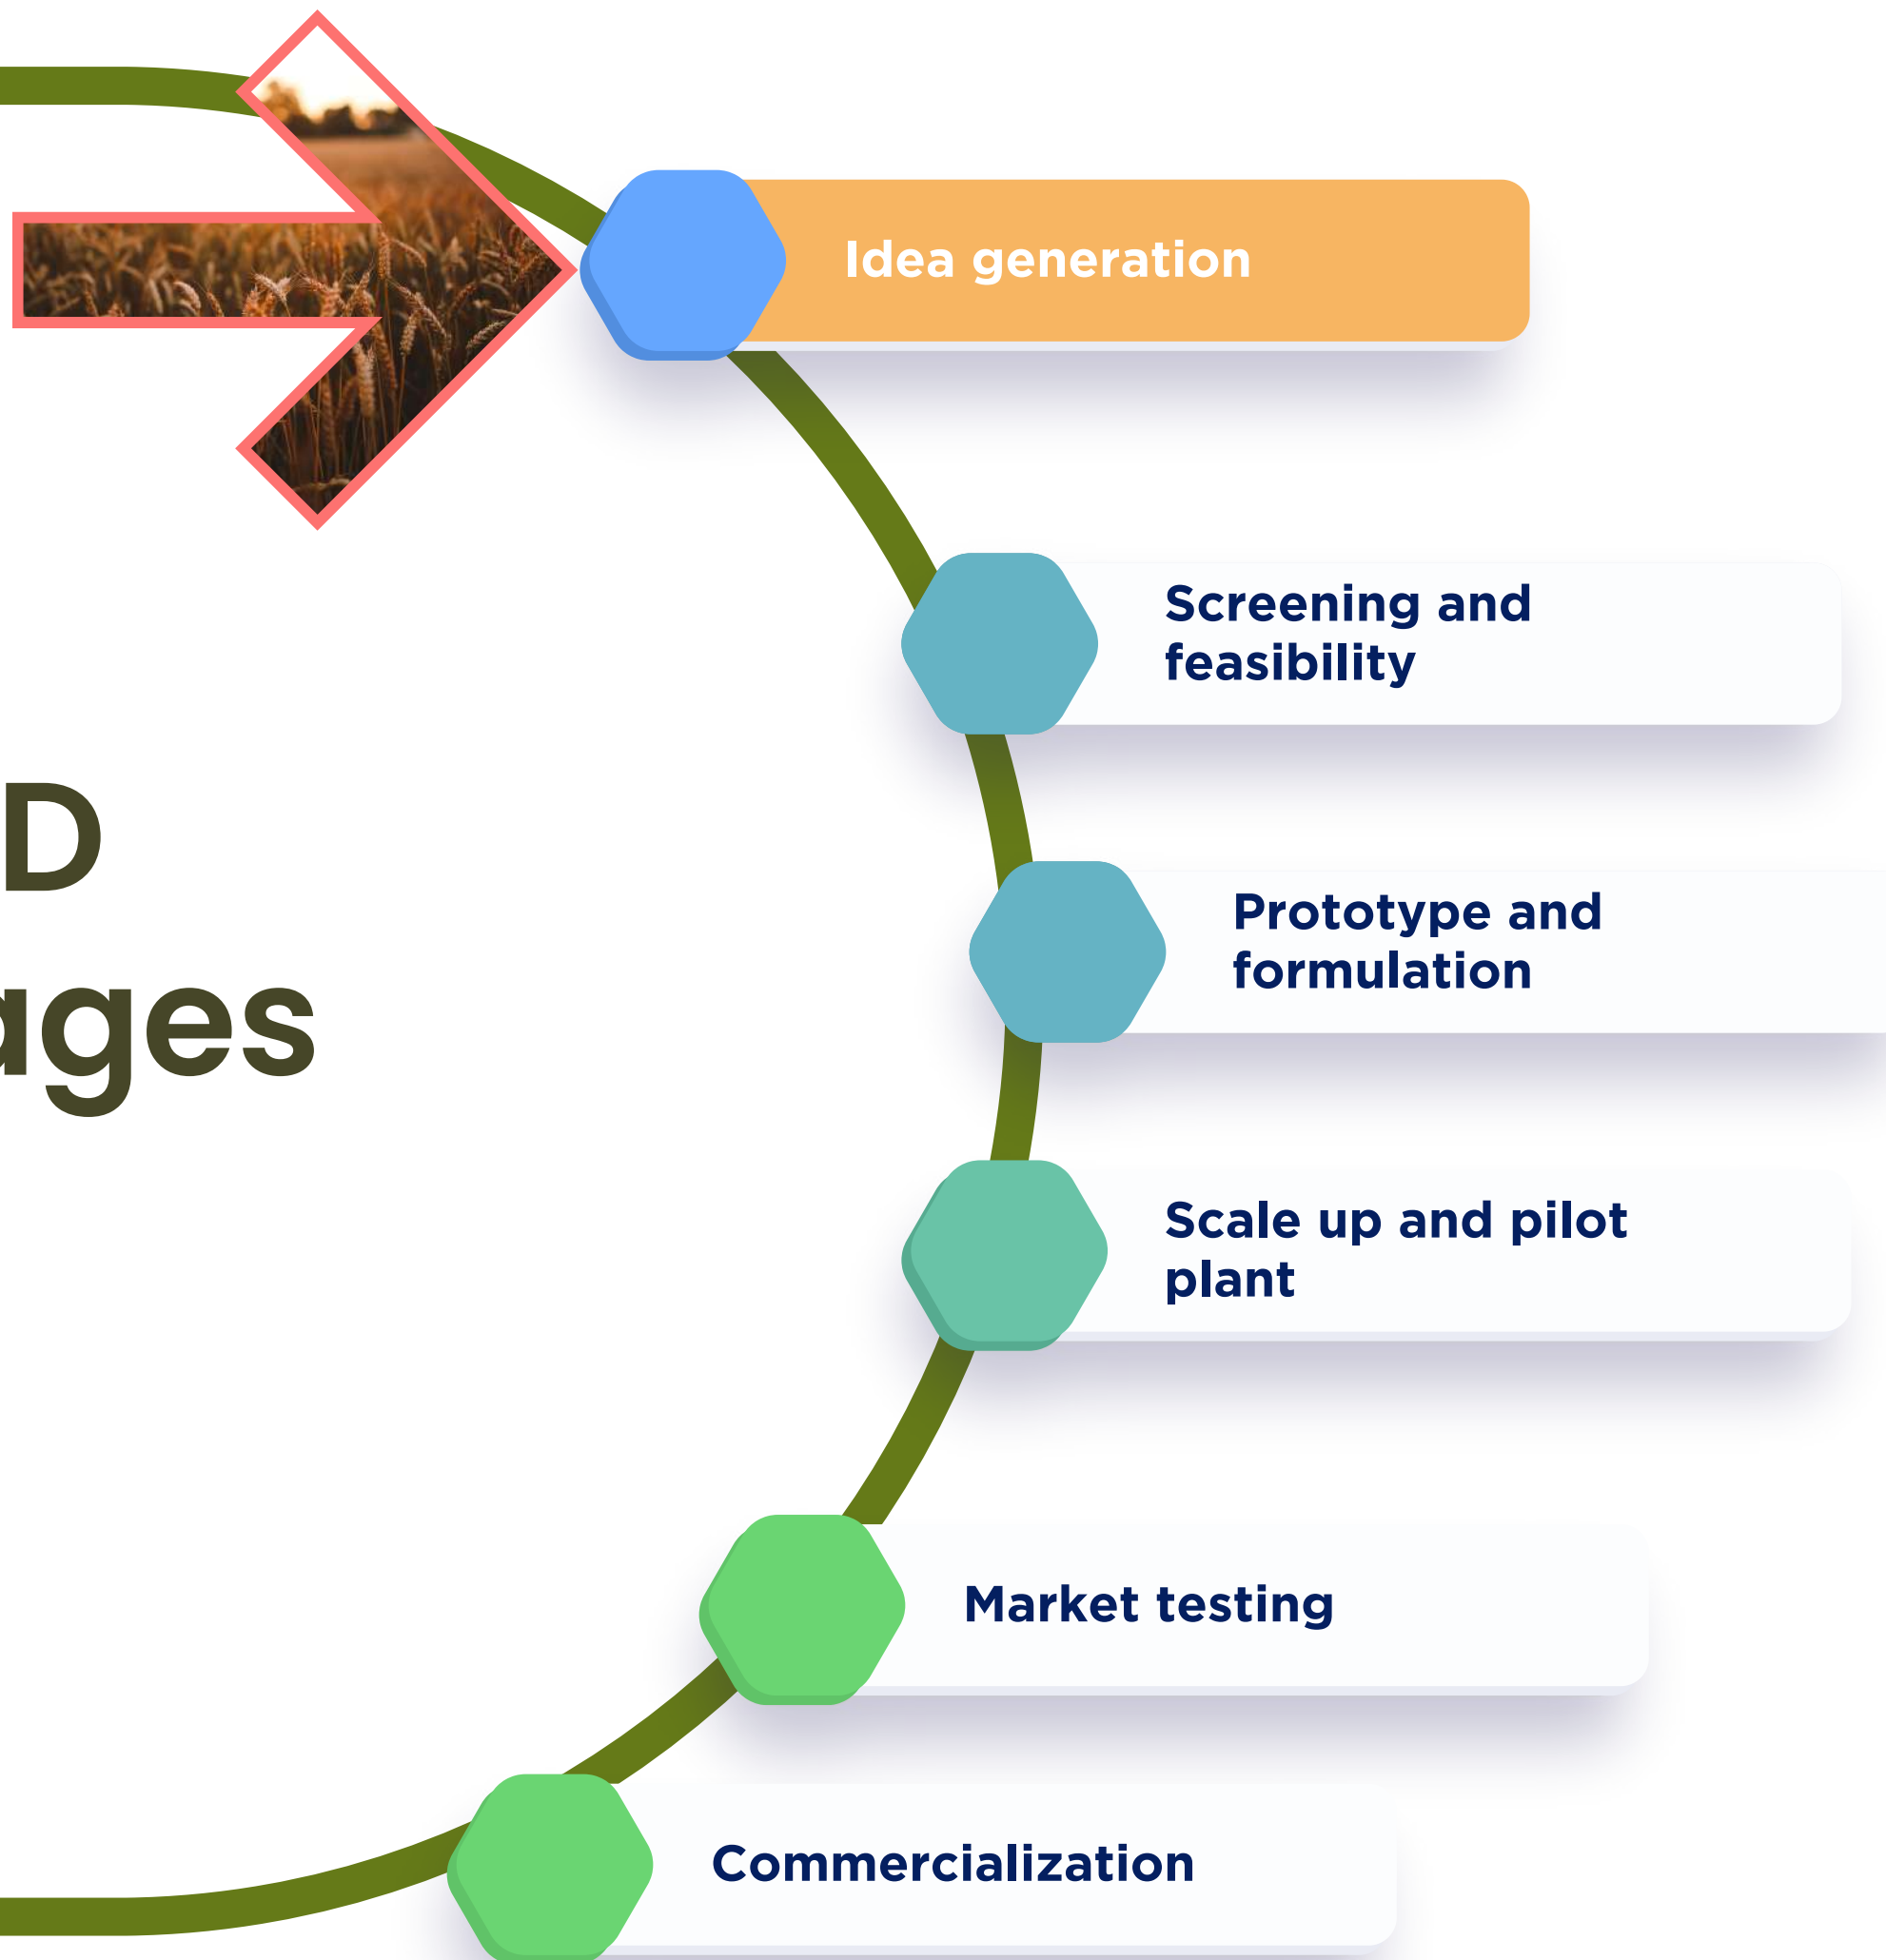 Idea generation
Screening and
feasibility
D
ages
Prototype and
formulation
Scale up and pilot
plant
Market testing
Commercialization